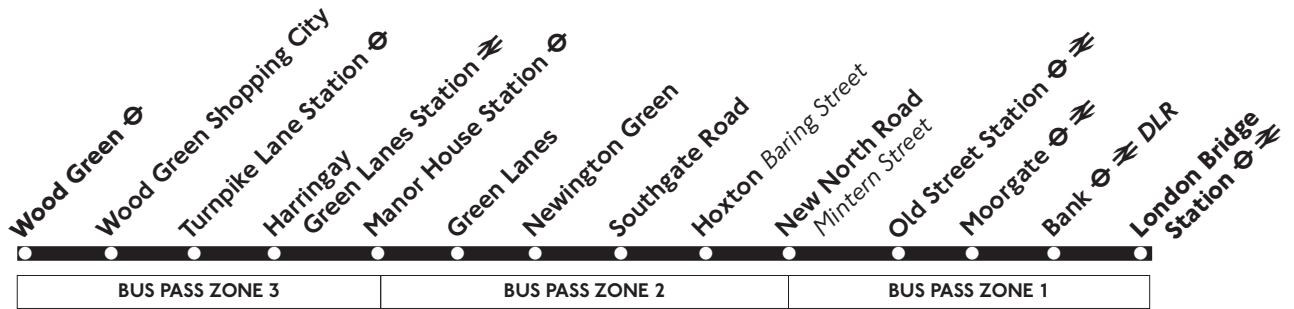 Wood Green
Wood Green Shopping City
Turnpike Lane Station
Harringay
Green Lanes Station
Manor House Station
Green Lanes
Newington Green
Southgate Road
Hoxton Baring Street
New North Road
Mintern Street
Old Street Station
Moorgate
Bank DLR
London Bridge
Station
BUS PASS ZONE 3
BUS PASS ZONE 2
BUS PASS ZONE 1